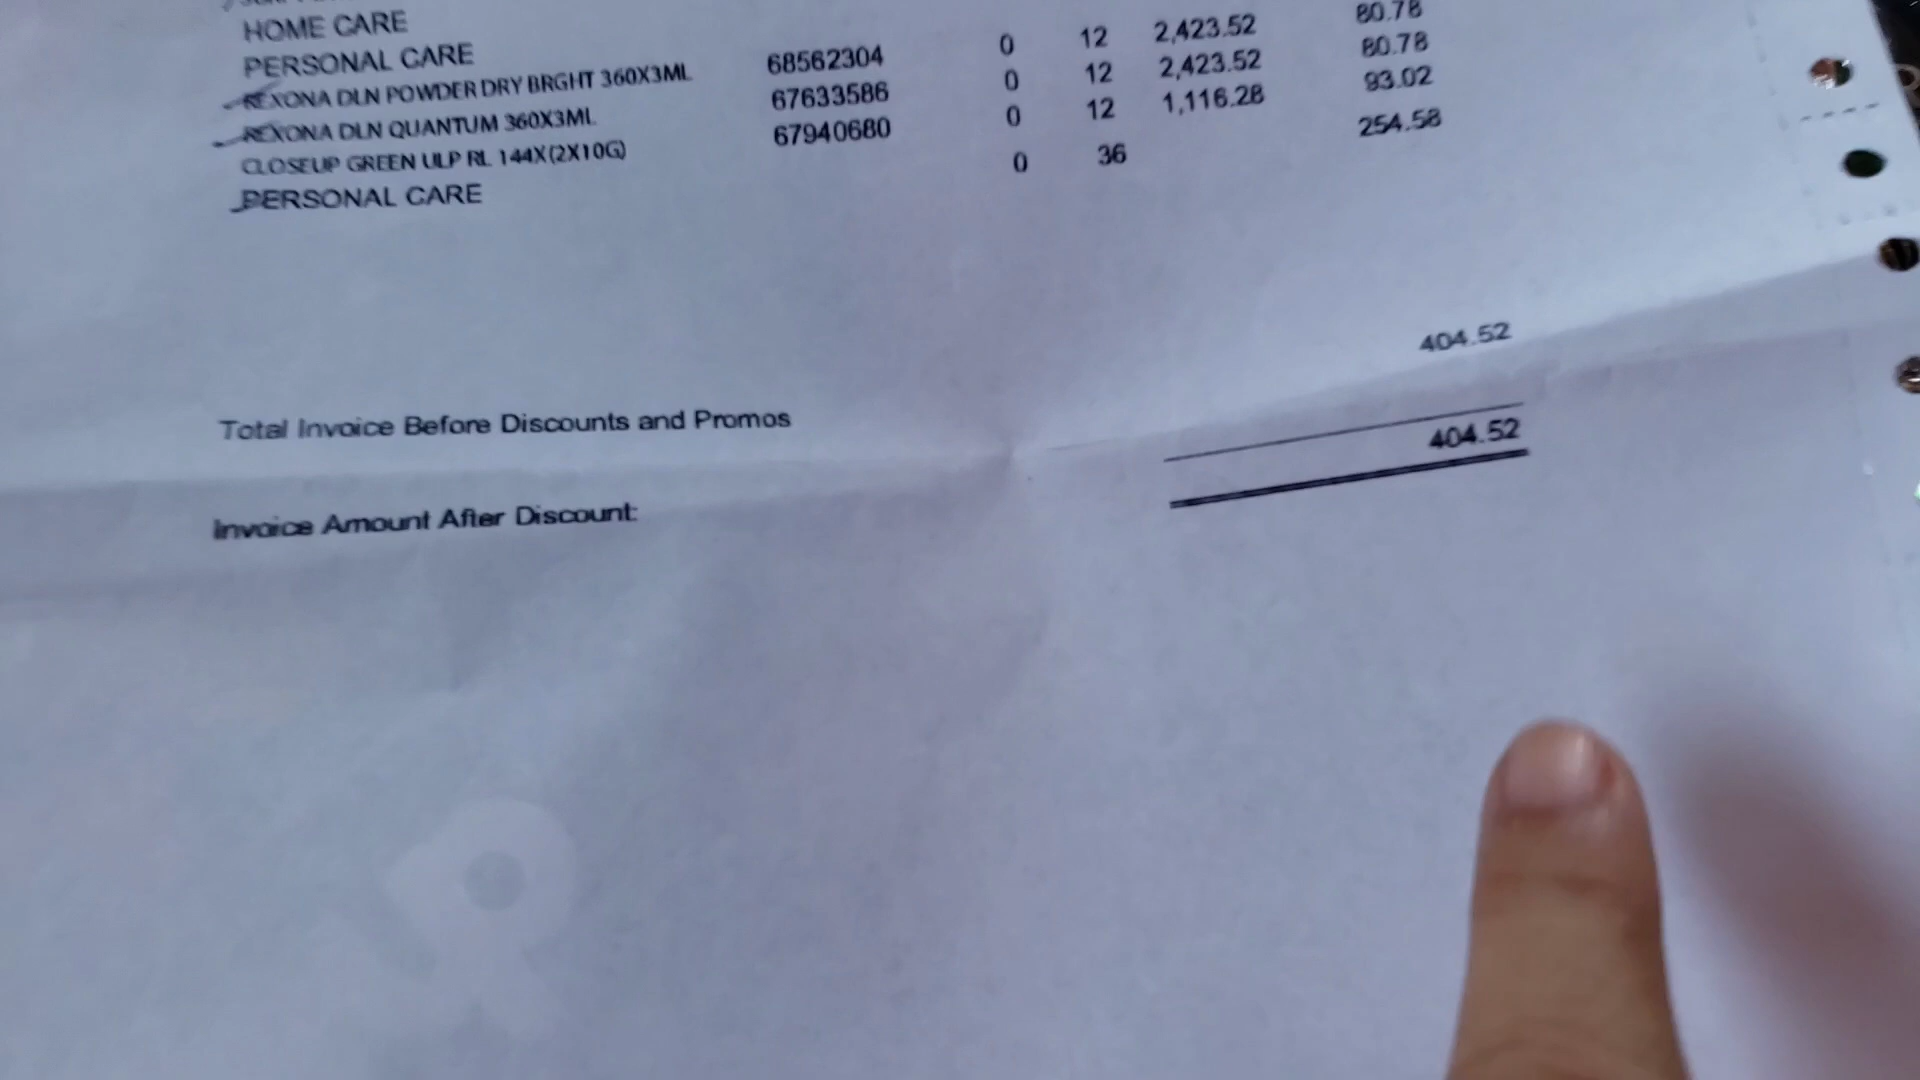 HOME CARE
PERSONAL CARE
REXONA DLN POWDER DRY BRGHT 360X3ML 68562304 0 12 2,423.52 80.78
REXONA DLN QUANTUM 360X3ML 67633586 0 12 2,423.52 80.78
CLOSEUP GREEN ULP RL 144X(2X10G) 67940680 0 12 1,116.28 93.02
PERSONAL CARE 0 36 254.58
Total Invoice Before Discounts and Promos 404.52
Invoice Amount After Discount: 404.52